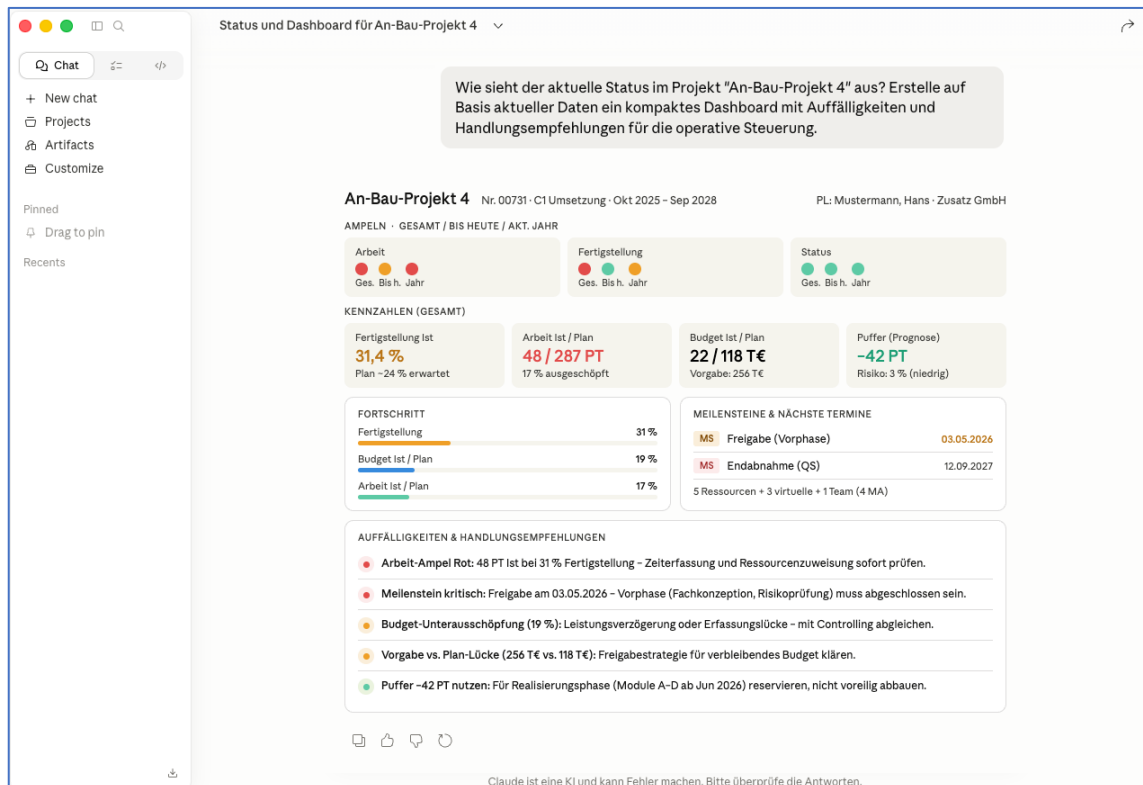 Status und Dashboard für An-Bau-Projekt 4
Chat
New chat
Projects
Artifacts
Customize
Pinned
Drag to pin
Recents
Wie sieht der aktuelle Status im Projekt "An-Bau-Projekt 4" aus? Erstelle auf
Basis aktueller Daten ein kompaktes Dashboard mit Auffälligkeiten und
Handlungsempfehlungen für die operative Steuerung.
An-Bau-Projekt 4 Nr. 00731 · C1 Umsetzung · Okt 2025 – Sep 2028 PL: Mustermann, Hans · Zusatz GmbH
AMPELN · GESAMT / BIS HEUTE / AKT. JAHR
Arbeit
Ges. Bis h. Jahr
Fertigstellung
Ges. Bis h. Jahr
Status
Ges. Bis h. Jahr
KENNZAHLEN (GESAMT)
Fertigstellung Ist
31,4 %
Plan ~24 % erwartet
Arbeit Ist / Plan
48 / 287 PT
17 % ausgeschöpft
Budget Ist / Plan
22 / 118 T€
Vorgabe: 256 T€
Puffer (Prognose)
–42 PT
Risiko: 3 % (niedrig)
FORTSCHRITT
Fertigstellung 31 %
Budget Ist / Plan 19 %
Arbeit Ist / Plan 17 %
MEILENSTEINE & NÄCHSTE TERMINE
MS Freigabe (Vorphase) 03.05.2026
MS Endabnahme (QS) 12.09.2027
5 Ressourcen + 3 virtuelle + 1 Team (4 MA)
AUFFÄLLIGKEITEN & HANDLUNGSEMPFEHLUNGEN
Arbeit-Ampel Rot: 48 PT Ist bei 31 % Fertigstellung – Zeiterfassung und Ressourcenzuweisung sofort prüfen.
Meilenstein kritisch: Freigabe am 03.05.2026 – Vorphase (Fachkonzeption, Risikoprüfung) muss abgeschlossen sein.
Budget-Unterausschöpfung (19 %): Leistungsverzögerung oder Erfassungslücke – mit Controlling abgleichen.
Vorgabe vs. Plan-Lücke (256 T€ vs. 118 T€): Freigabestrategie für verbleibendes Budget klären.
Puffer –42 PT nutzen: Für Realisierungsphase (Module A–D ab Jun 2026) reservieren, nicht voreilig abbauen.
Claude ist eine KI und kann Fehler machen. Bitte überprüfe die Antworten.